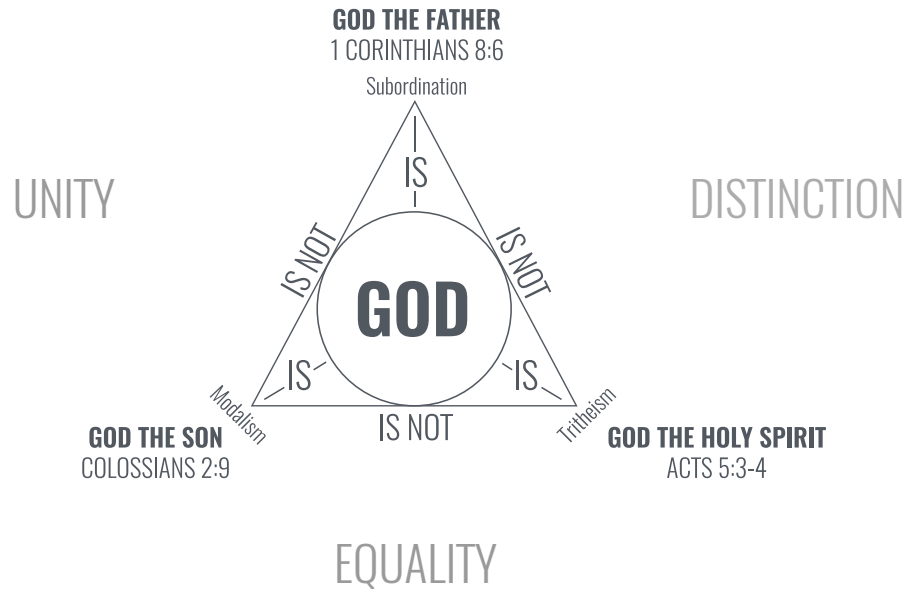 GOD THE FATHER
1 CORINTHIANS 8:6
Subordination
IS
UNITY
DISTINCTION
IS NOT
IS NOT
GOD
IS
IS
Modalism
Tritheism
IS NOT
GOD THE SON
COLOSSIANS 2:9
GOD THE HOLY SPIRIT
ACTS 5:3-4
EQUALITY